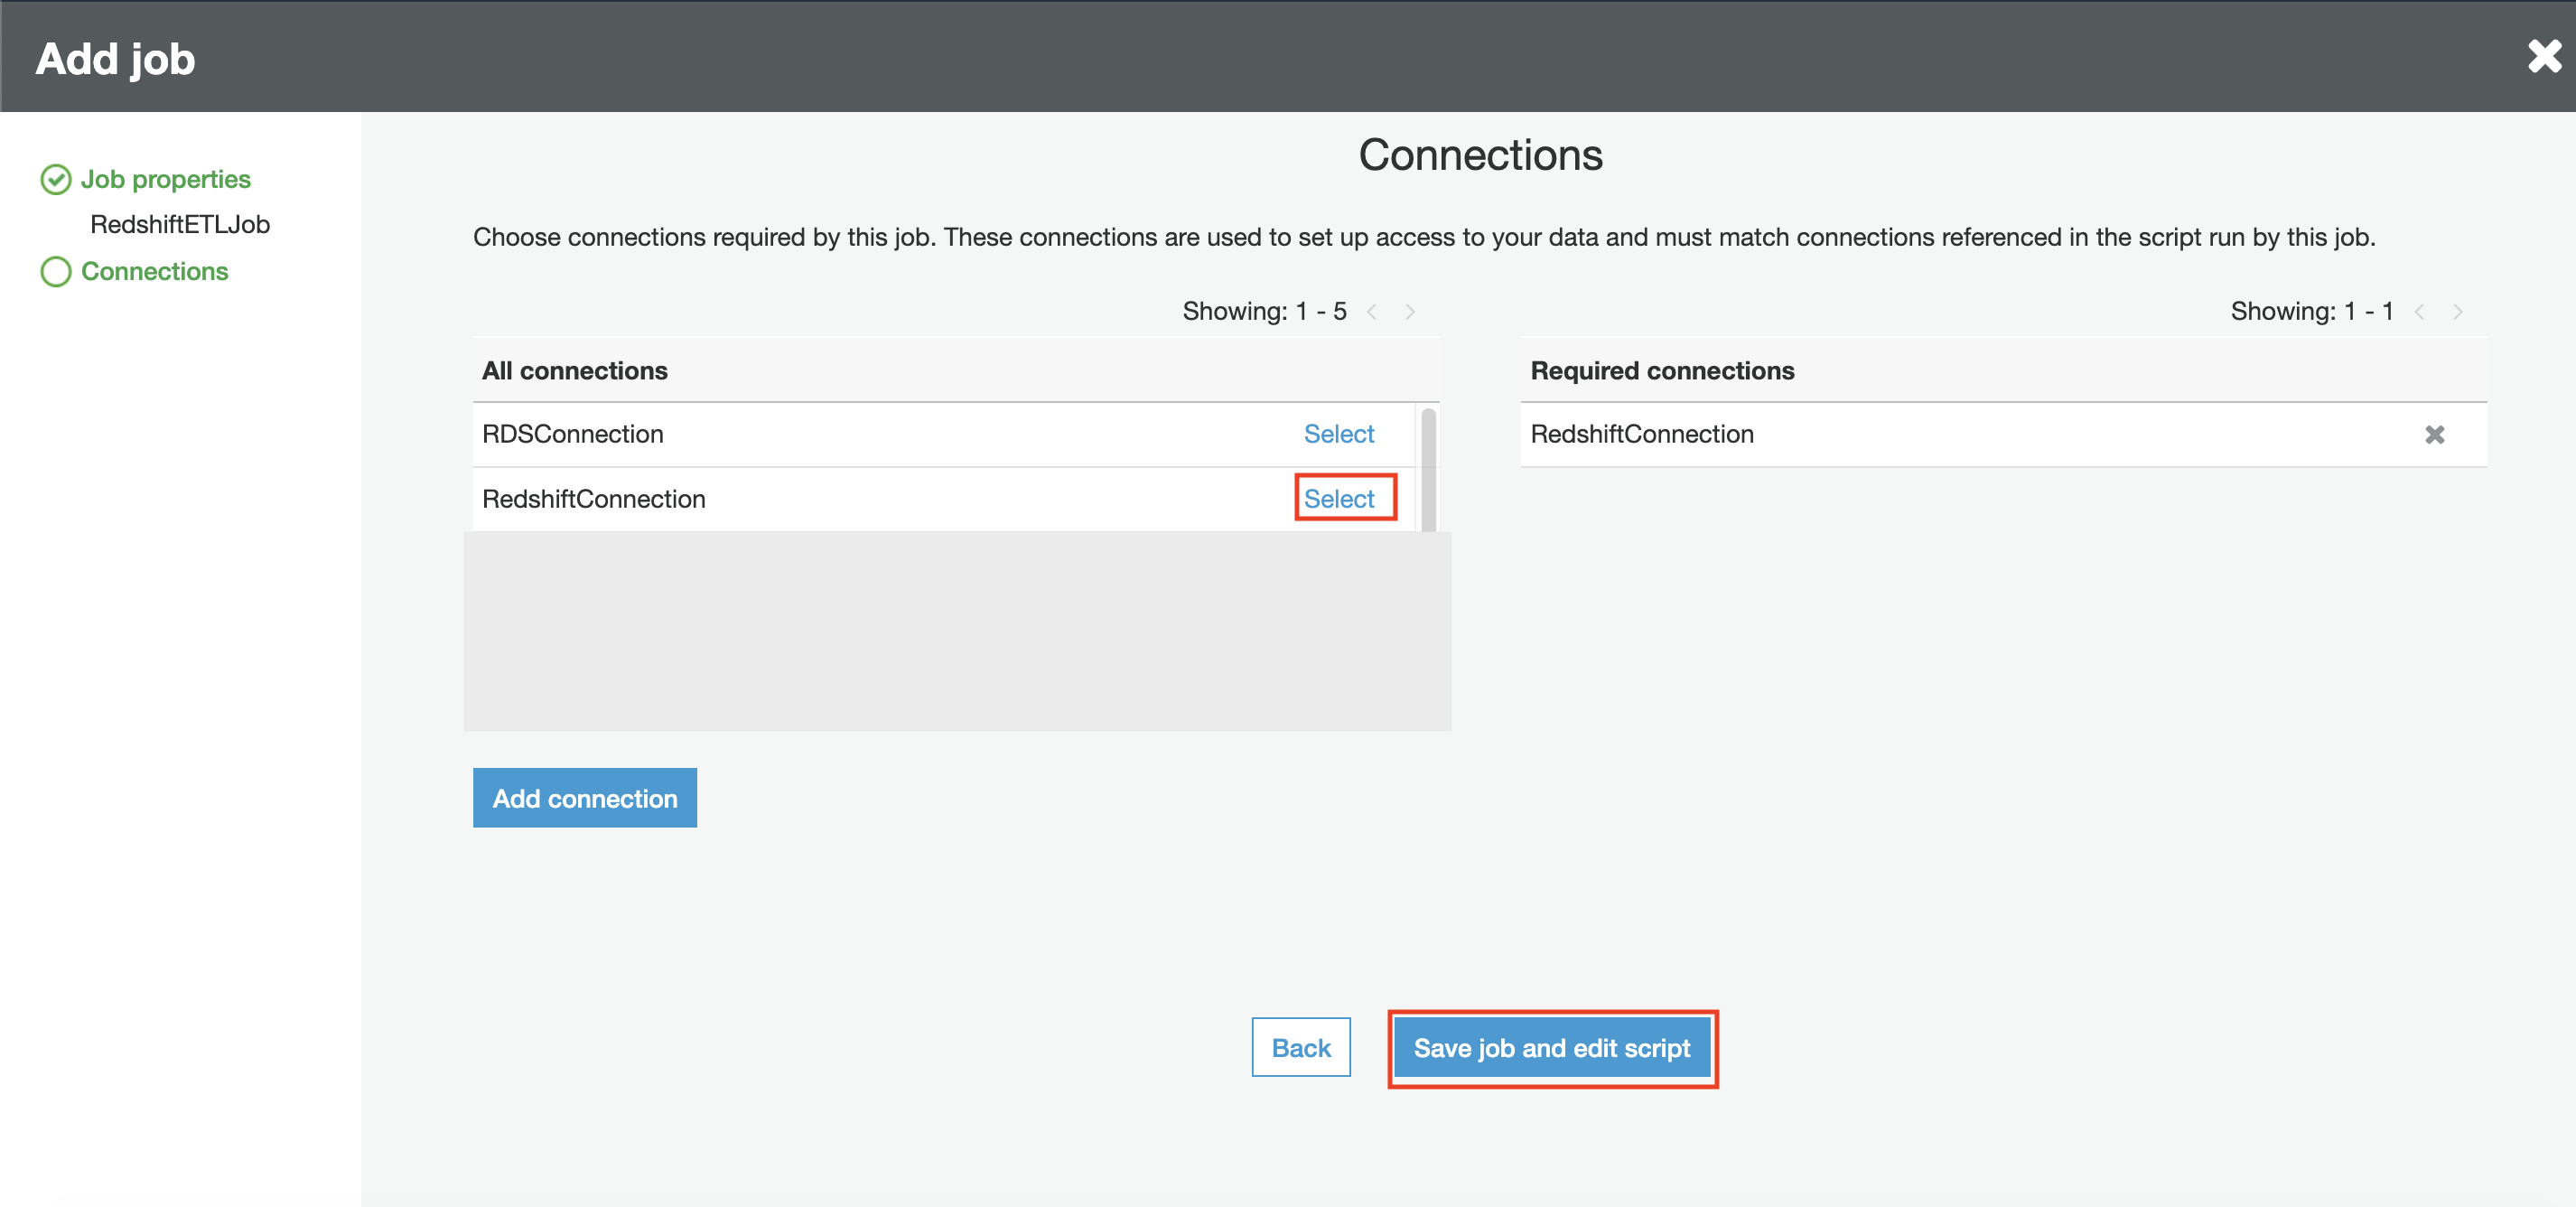 Add job
Job properties
RedshiftETLJob
Connections
Connections
Choose connections required by this job. These connections are used to set up access to your data and must match connections referenced in the script run by this job.
Showing: 1 - 5
All connections
RDSConnection Select
RedshiftConnection Select
Add connection
Showing: 1 - 1
Required connections
RedshiftConnection
Back
Save job and edit script